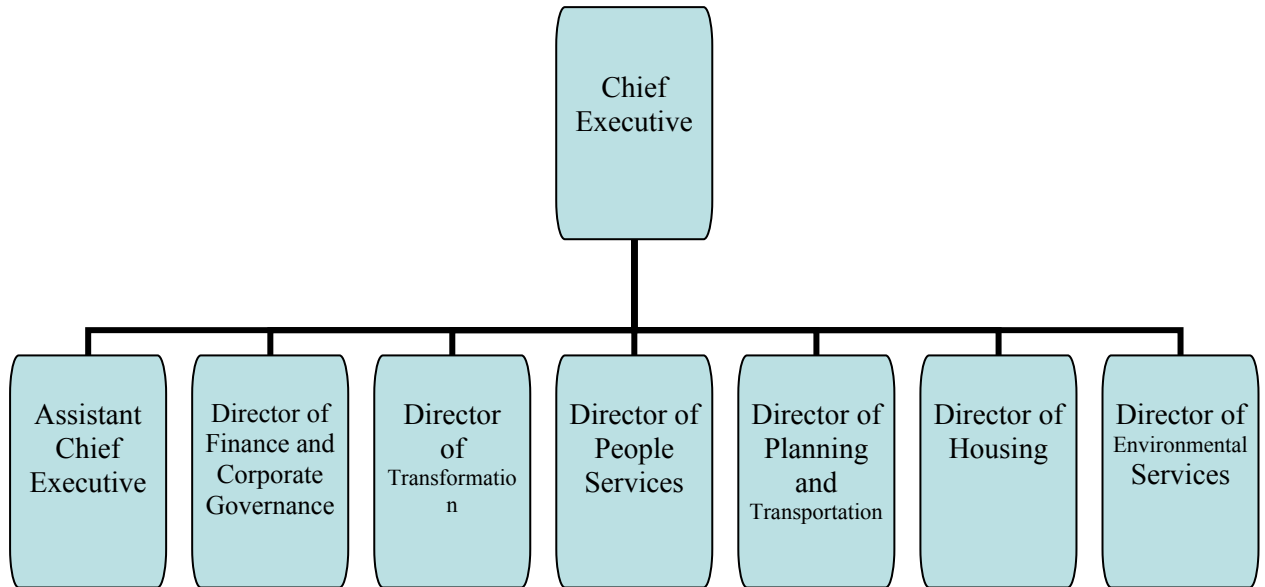 Chief
Executive
Assistant
Chief
Executive
Director of
Finance and
Corporate
Governance
Director
of
Transformatio
n
Director of
People
Services
Director of
Planning
and
Transportation
Director of
Housing
Director of
Environmental
Services